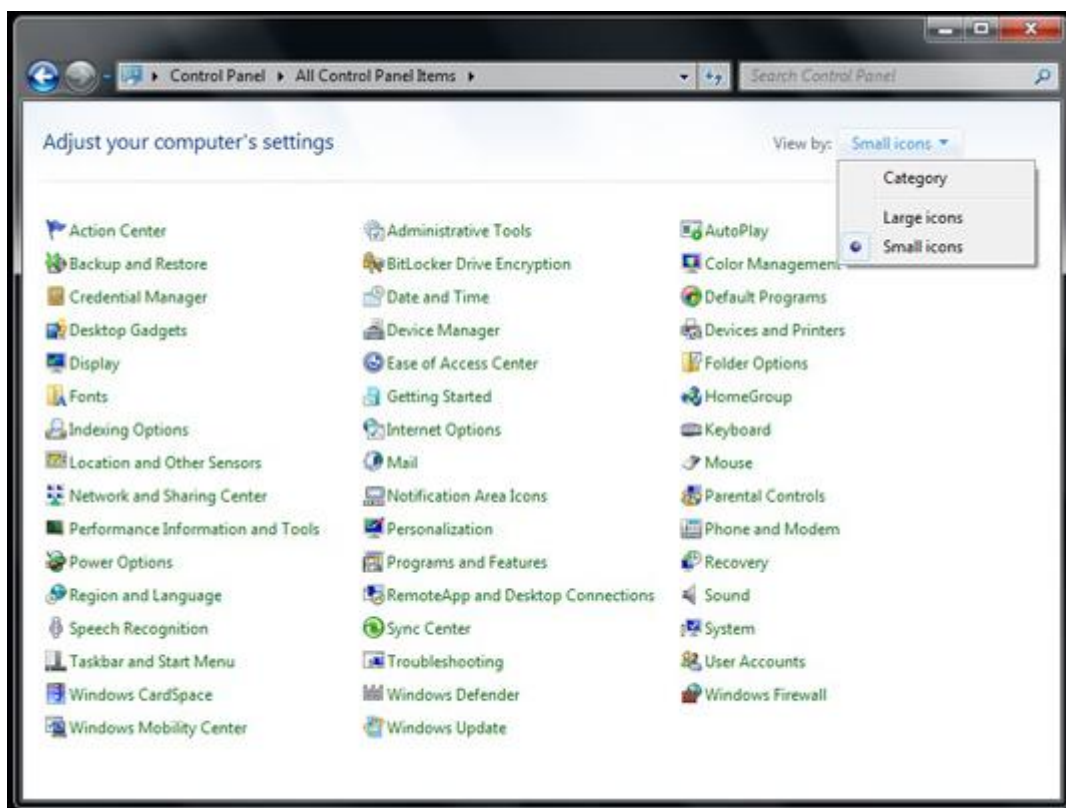 Control Panel ▸ All Control Panel Items ▸
Search Control Panel
Adjust your computer's settings
View by: Small icons
Category
Large icons
Small icons
Action Center
Administrative Tools
AutoPlay
Backup and Restore
BitLocker Drive Encryption
Color Management
Credential Manager
Date and Time
Default Programs
Desktop Gadgets
Device Manager
Devices and Printers
Display
Ease of Access Center
Folder Options
Fonts
Getting Started
HomeGroup
Indexing Options
Internet Options
Keyboard
Location and Other Sensors
Mail
Mouse
Network and Sharing Center
Notification Area Icons
Parental Controls
Performance Information and Tools
Personalization
Phone and Modem
Power Options
Programs and Features
Recovery
Region and Language
RemoteApp and Desktop Connections
Sound
Speech Recognition
Sync Center
System
Taskbar and Start Menu
Troubleshooting
User Accounts
Windows CardSpace
Windows Defender
Windows Firewall
Windows Mobility Center
Windows Update